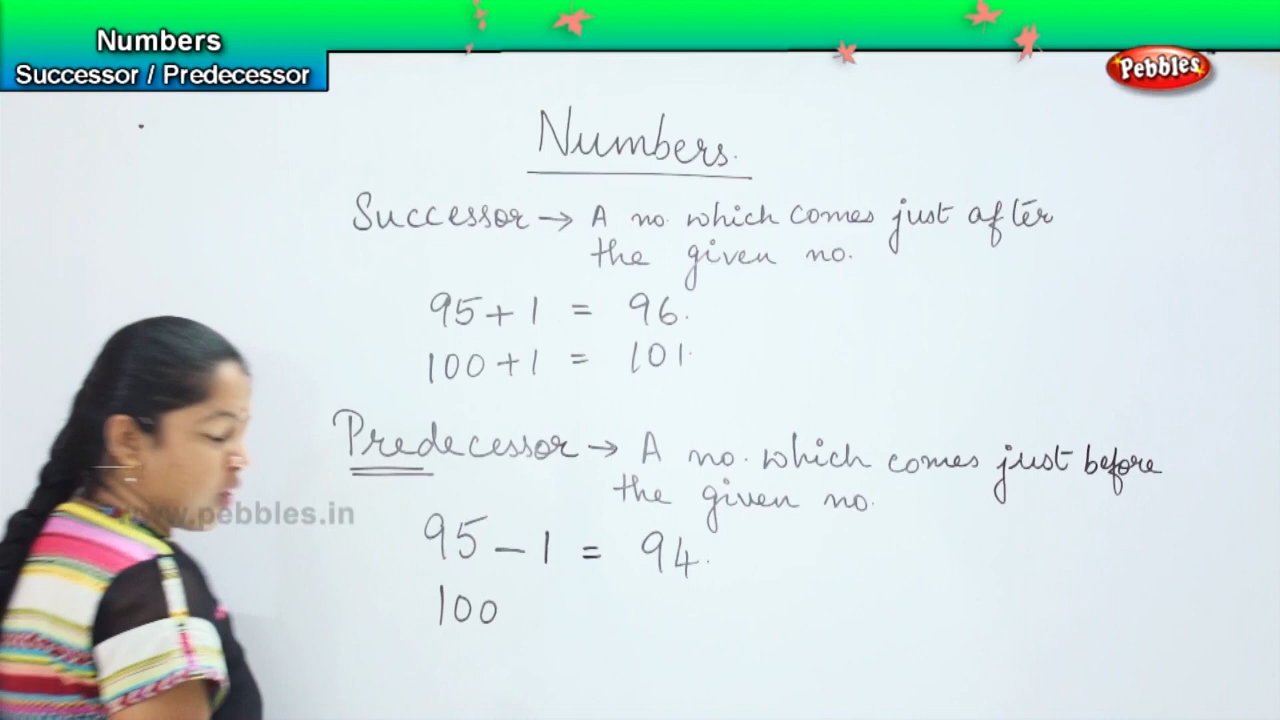 Numbers
Successor / Predecessor
Pebbles
Numbers.
Successor → A no. which comes just after
the given no.
95 + 1 = 96.
100 + 1 = 101.
Predecessor → A no. which comes just before
the given no.
www.pebbles.in
95 - 1 = 94.
100